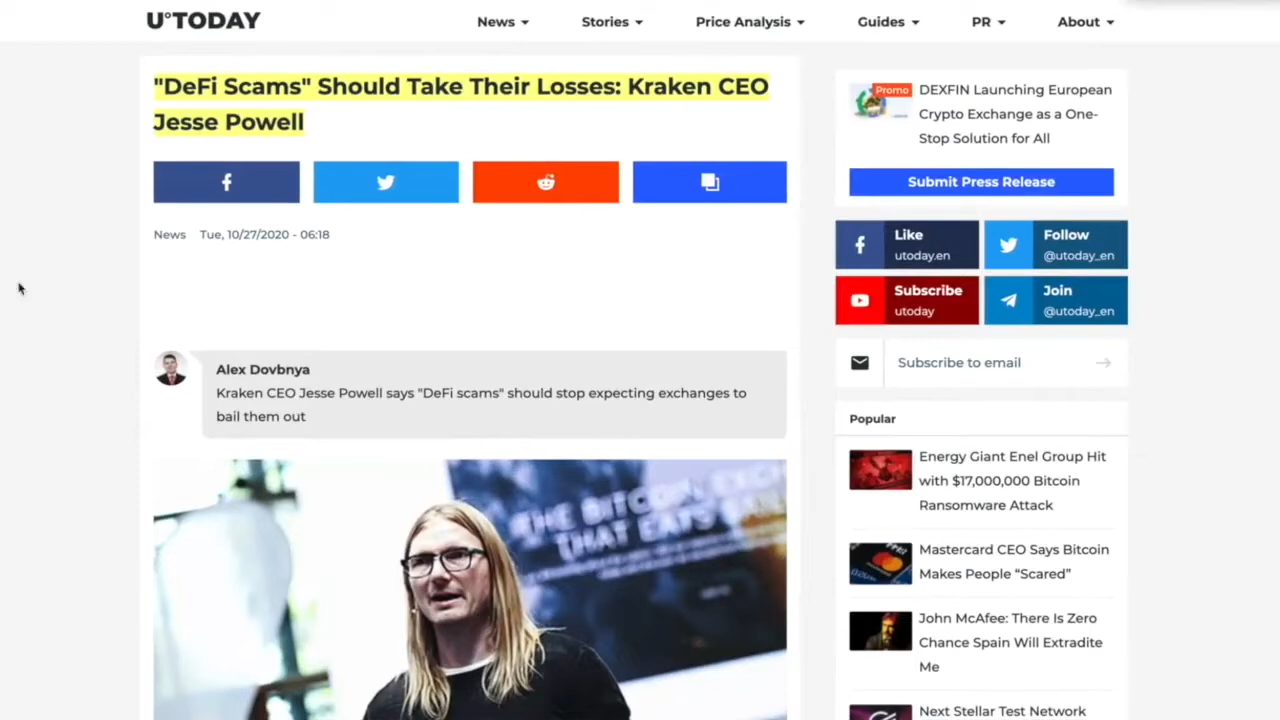 U°TODAY
News
Stories
Price Analysis
Guides
PR
About
"DeFi Scams" Should Take Their Losses: Kraken CEO
Jesse Powell
News Tue, 10/27/2020 - 06:18
Alex Dovbnya
Kraken CEO Jesse Powell says "DeFi scams" should stop expecting exchanges to
bail them out
THE BITCOIN EXCH
THAT EATS
Promo
DEXFIN Launching European
Crypto Exchange as a One-
Stop Solution for All
Submit Press Release
Like
utoday.en
Follow
@utoday_en
Subscribe
utoday
Join
@utoday_en
Subscribe to email
Popular
Energy Giant Enel Group Hit
with $17,000,000 Bitcoin
Ransomware Attack
Mastercard CEO Says Bitcoin
Makes People “Scared”
John McAfee: There Is Zero
Chance Spain Will Extradite
Me
Next Stellar Test Network